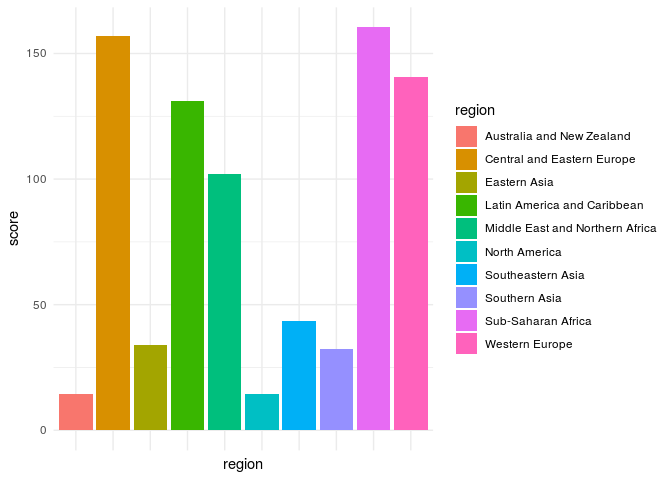 150
100
50
0
score
region
region
Australia and New Zealand
Central and Eastern Europe
Eastern Asia
Latin America and Caribbean
Middle East and Northern Africa
North America
Southeastern Asia
Southern Asia
Sub-Saharan Africa
Western Europe